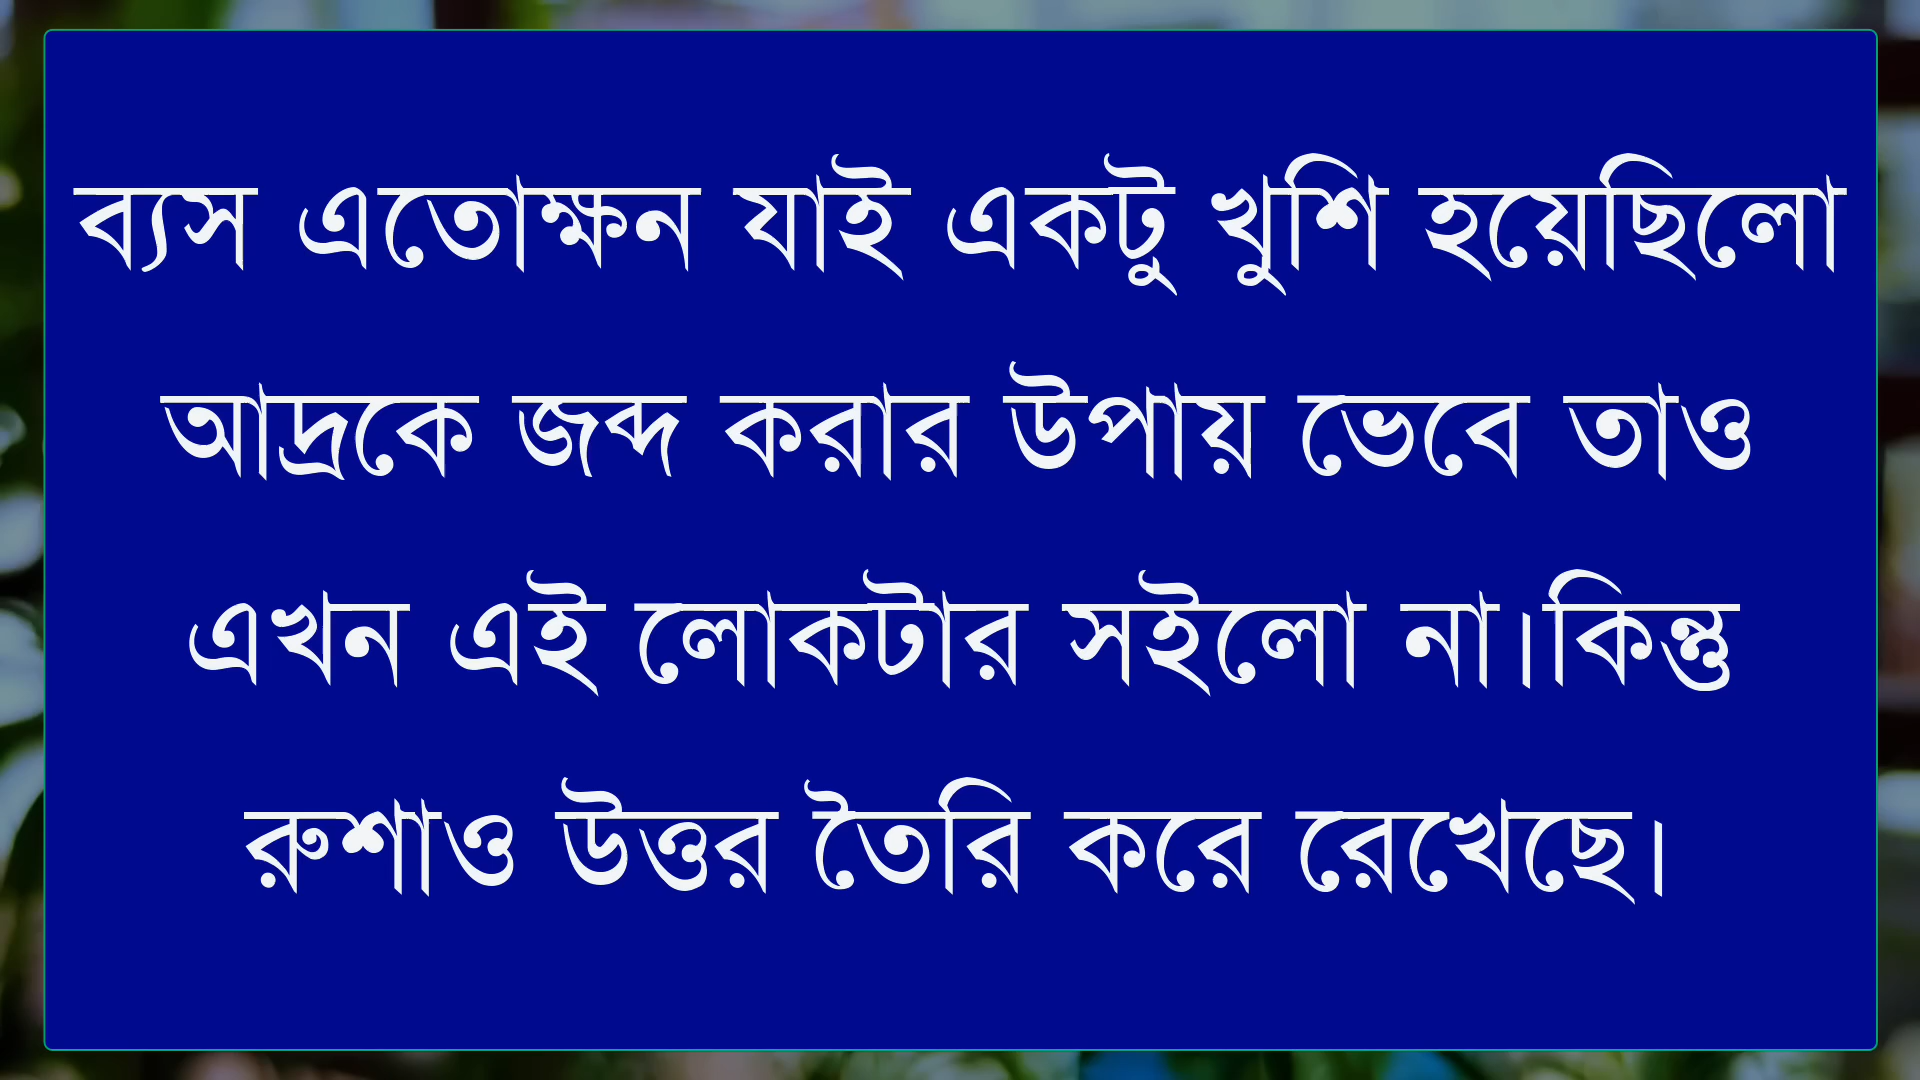 ব্যস এতোক্ষন যাই একটু খুশি হয়েছিলো
আদ্রকে জব্দ করার উপায় ভেবে তাও
এখন এই লোকটার সইলো না।কিন্তু
রুশাও উত্তর তৈরি করে রেখেছে।